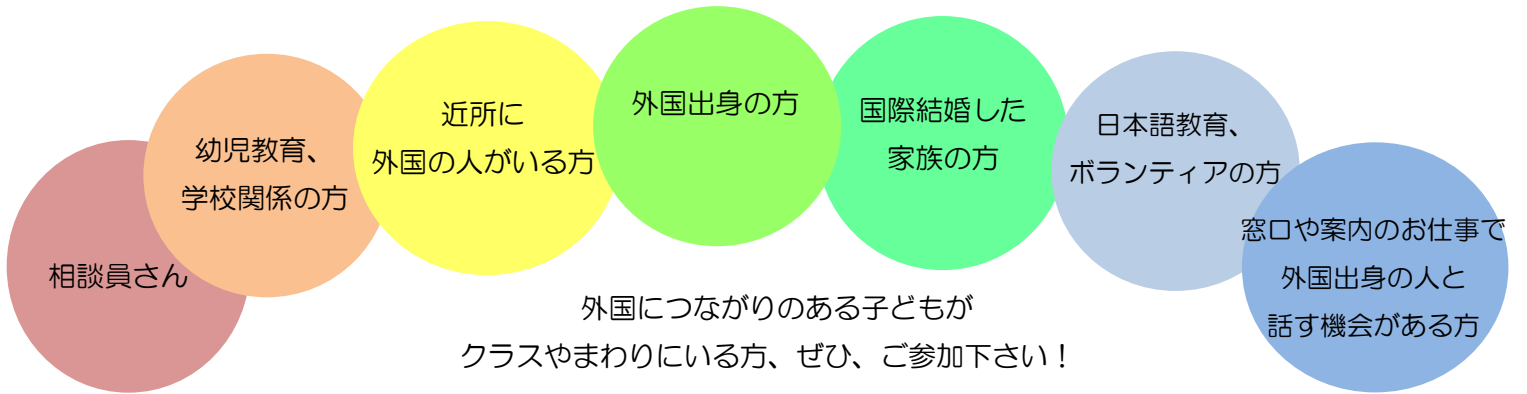 相談員さん
幼児教育、
学校関係の方
近所に
外国の人がいる方
外国出身の方
国際結婚した
家族の方
日本語教育、
ボランティアの方
窓口や案内のお仕事で
外国出身の人と
話す機会がある方
外国につながりのある子どもが
クラスやまわりにいる方、ぜひ、ご参加下さい！